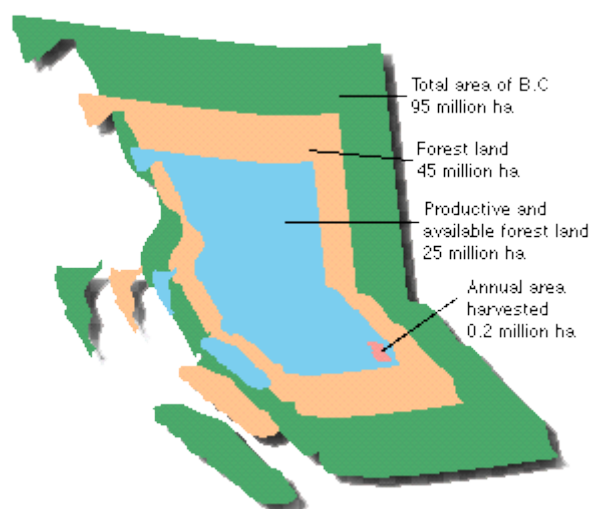 Total area of B.C
95 million ha
Forest land
45 million ha
Productive and
available forest land
25 million ha
Annual area
harvested
0.2 million ha